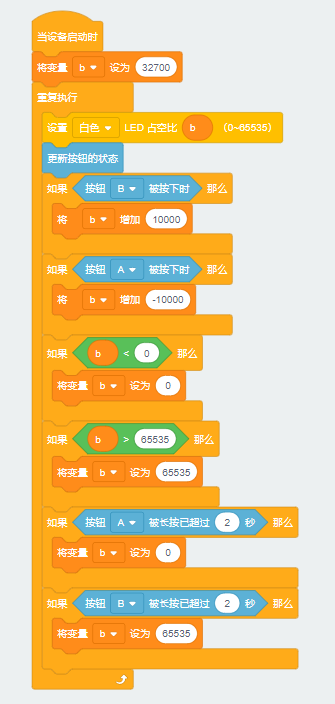 当设备启动时
将变量 b 设为 32700
重复执行
设置 白色 LED 占空比 b （0~65535）
更新按钮的状态
如果 按钮 B 被按下时 那么
将 b 增加 10000
如果 按钮 A 被按下时 那么
将 b 增加 -10000
如果 b < 0 那么
将变量 b 设为 0
如果 b > 65535 那么
将变量 b 设为 65535
如果 按钮 A 被长按已超过 2 秒 那么
将变量 b 设为 0
如果 按钮 B 被长按已超过 2 秒 那么
将变量 b 设为 65535